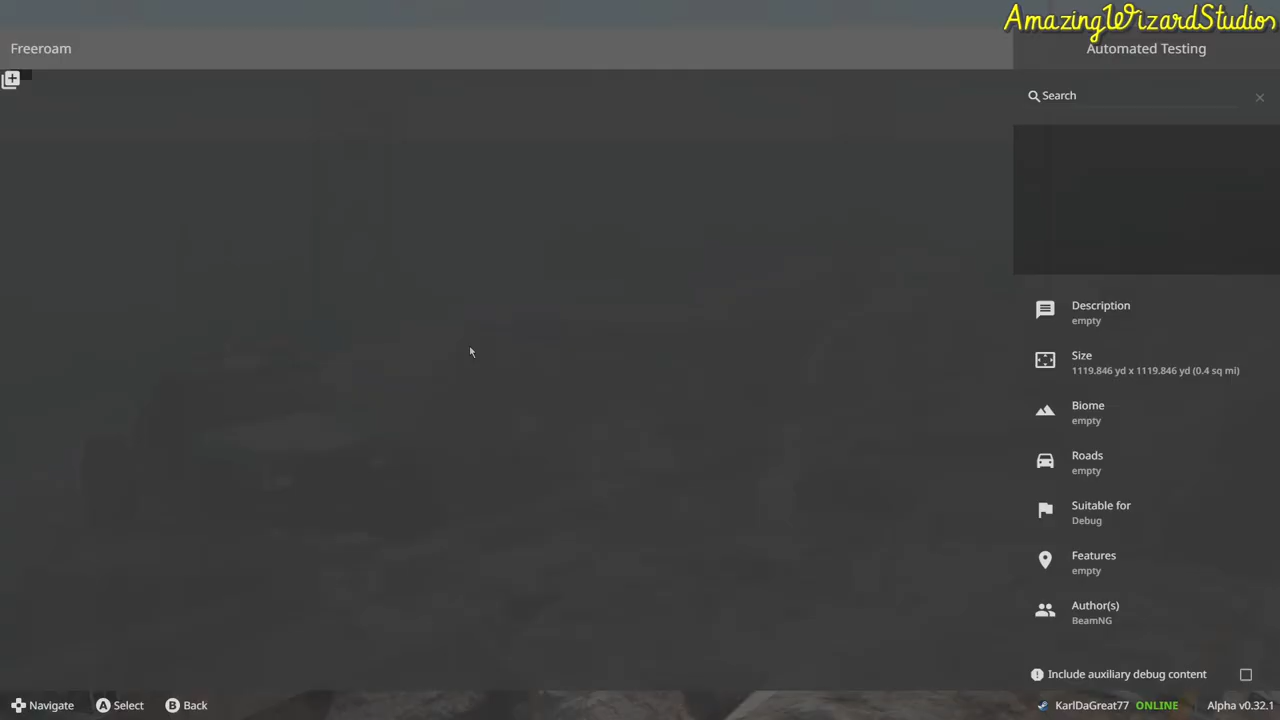 AmazingWizardStudios
Freeroam
Automated Testing
Search
Description
empty
Size
1119.846 yd x 1119.846 yd (0.4 sq mi)
Biome
empty
Roads
empty
Suitable for
Debug
Features
empty
Author(s)
BeamNG
Include auxiliary debug content
Navigate
A Select
B Back
KarlDaGreat77 ONLINE
Alpha v0.32.1